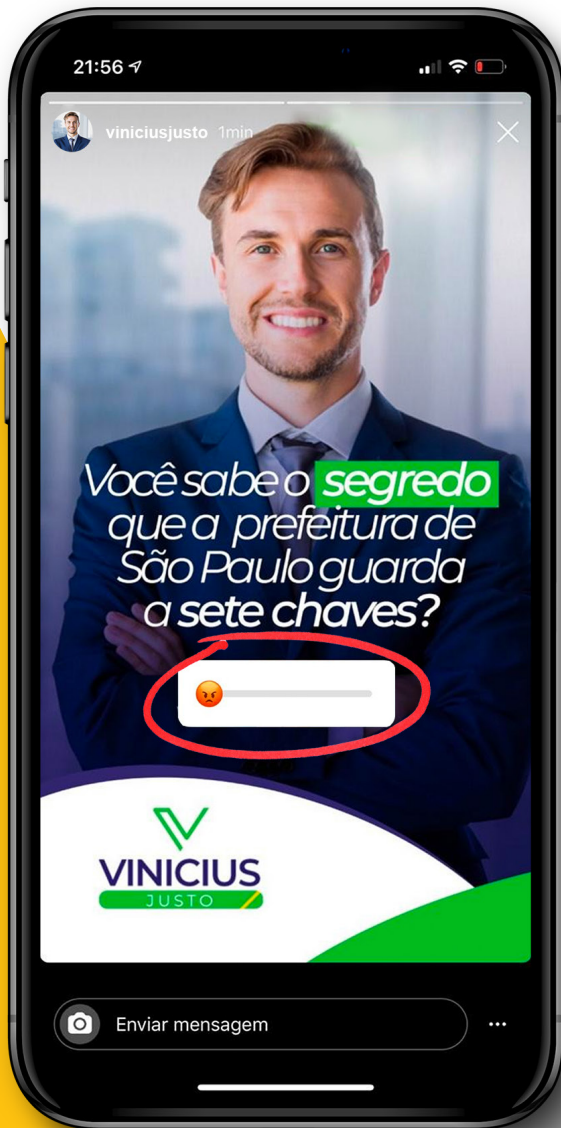 21:56
viniciusjusto 1min
Você sabe o segredo
que a prefeitura de
São Paulo guarda
a sete chaves?
VINICIUS
JUSTO
Enviar mensagem